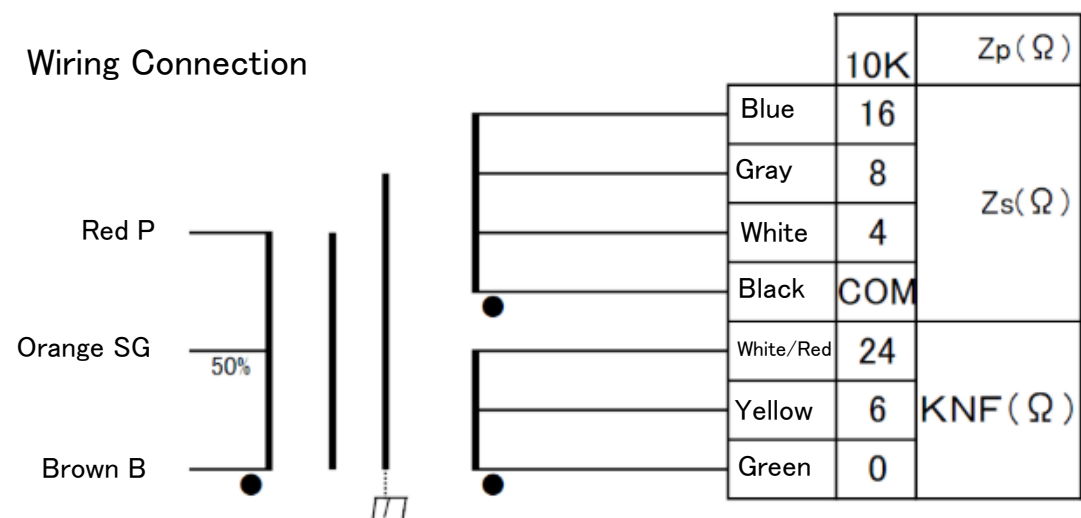 Wiring Connection
10K Zp(Ω)
Blue 16
Gray 8
Zs(Ω)
Red P
White 4
Black COM
Orange SG
50%
White/Red 24
Yellow 6 KNF(Ω)
Brown B
Green 0